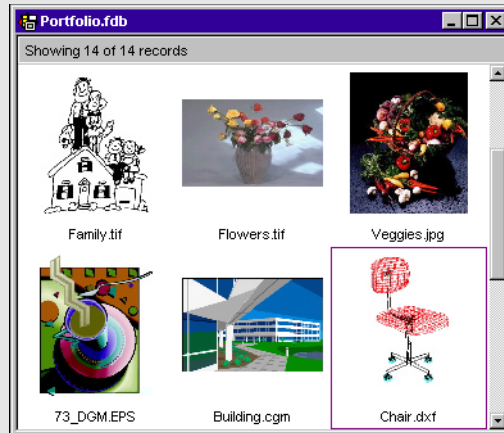 Portfolio.fdb
Showing 14 of 14 records
Family.tif
Flowers.tif
Veggies.jpg
73_DGM.EPS
Building.cgm
Chair.dxf